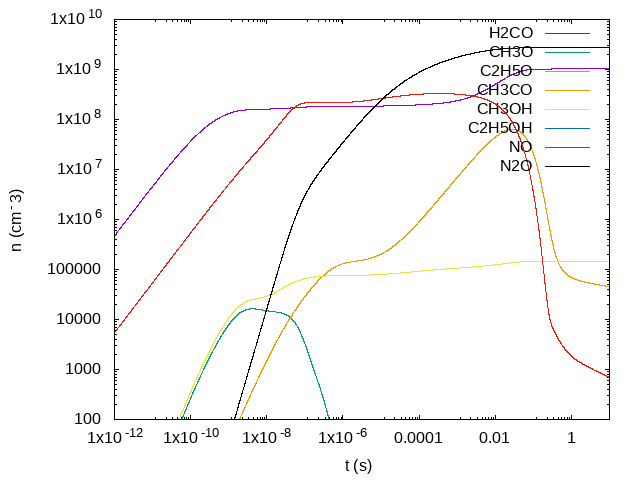 1x10^10
1x10^9
1x10^8
1x10^7
1x10^6
100000
10000
1000
100
n (cm^-3)
H2CO
CH3O
C2H5O
CH3CO
CH3OH
C2H5OH
NO
N2O
1x10^-12
1x10^-10
1x10^-8
1x10^-6
0.0001
0.01
1
t (s)